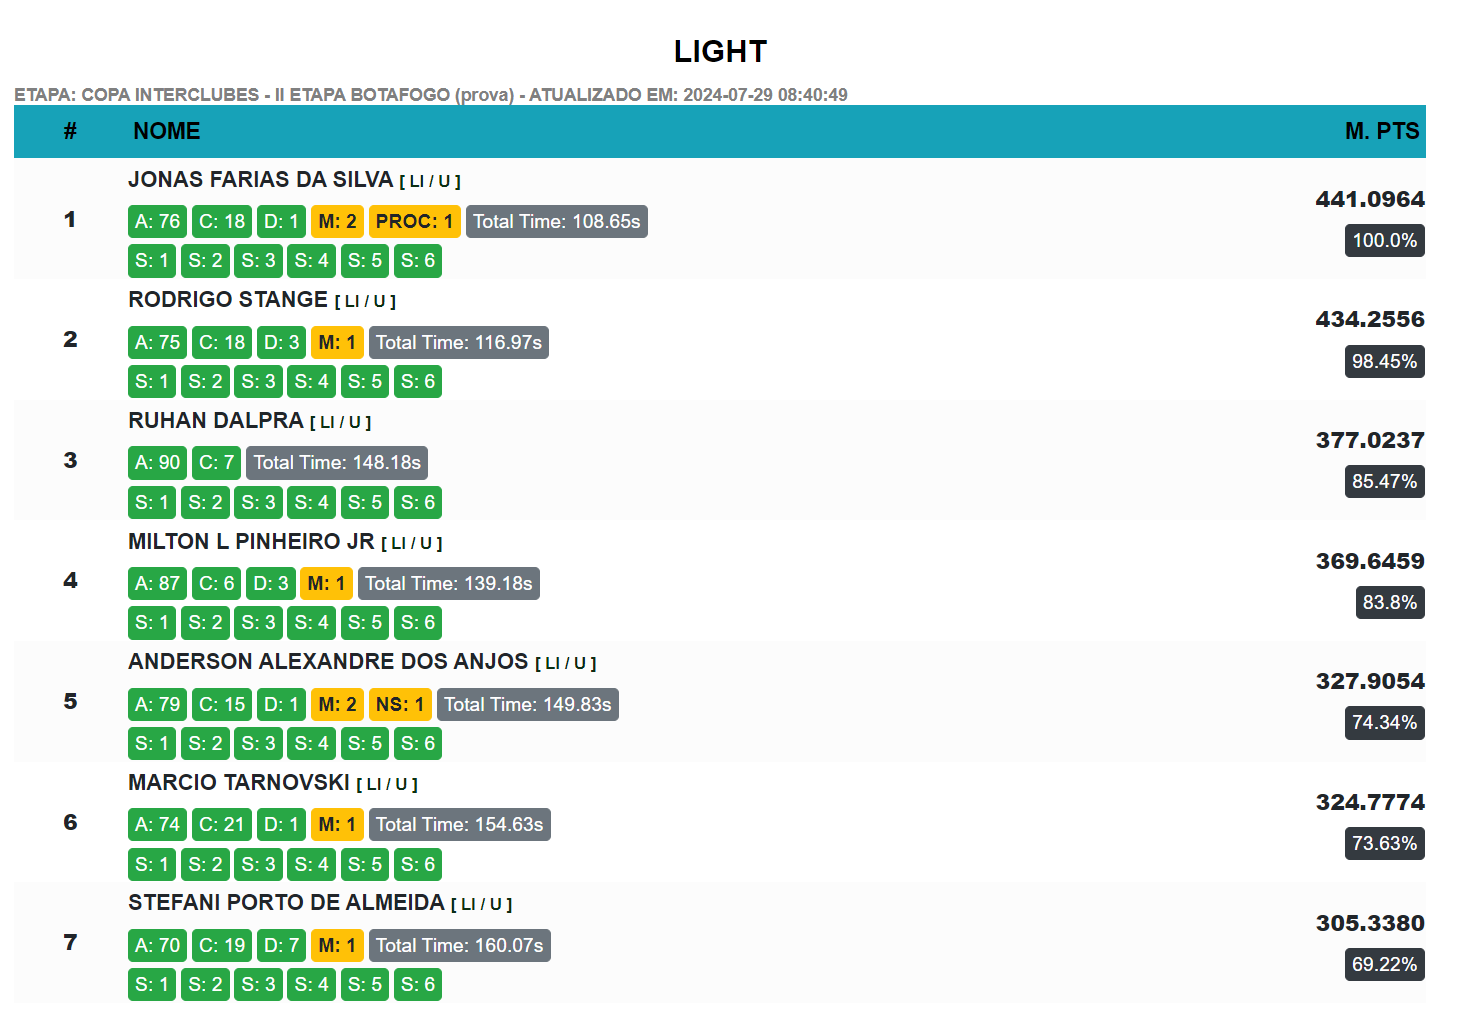 LIGHT
ETAPA: COPA INTERCLUBES - II ETAPA BOTAFOGO (prova) - ATUALIZADO EM: 2024-07-29 08:40:49
# NOME M. PTS
JONAS FARIAS DA SILVA [ LI / U ]
1 A: 76 C: 18 D: 1 M: 2 PROC: 1 Total Time: 108.65s 441.0964
S: 1 S: 2 S: 3 S: 4 S: 5 S: 6 100.0%
RODRIGO STANGE [ LI / U ]
2 A: 75 C: 18 D: 3 M: 1 Total Time: 116.97s 434.2556
S: 1 S: 2 S: 3 S: 4 S: 5 S: 6 98.45%
RUHAN DALPRA [ LI / U ]
3 A: 90 C: 7 Total Time: 148.18s 377.0237
S: 1 S: 2 S: 3 S: 4 S: 5 S: 6 85.47%
MILTON L PINHEIRO JR [ LI / U ]
4 A: 87 C: 6 D: 3 M: 1 Total Time: 139.18s 369.6459
S: 1 S: 2 S: 3 S: 4 S: 5 S: 6 83.8%
ANDERSON ALEXANDRE DOS ANJOS [ LI / U ]
5 A: 79 C: 15 D: 1 M: 2 NS: 1 Total Time: 149.83s 327.9054
S: 1 S: 2 S: 3 S: 4 S: 5 S: 6 74.34%
MARCIO TARNOVSKI [ LI / U ]
6 A: 74 C: 21 D: 1 M: 1 Total Time: 154.63s 324.7774
S: 1 S: 2 S: 3 S: 4 S: 5 S: 6 73.63%
STEFANI PORTO DE ALMEIDA [ LI / U ]
7 A: 70 C: 19 D: 7 M: 1 Total Time: 160.07s 305.3380
S: 1 S: 2 S: 3 S: 4 S: 5 S: 6 69.22%